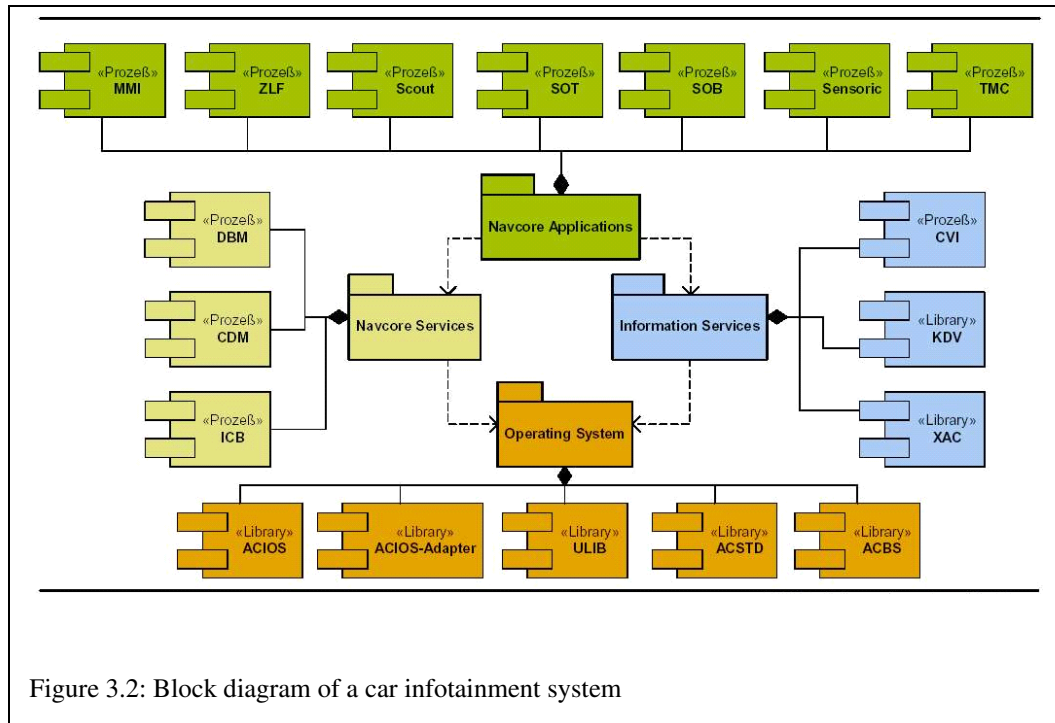 «Prozeß»
MMI
«Prozeß»
ZLF
«Prozeß»
Scout
«Prozeß»
SOT
«Prozeß»
SOB
«Prozeß»
Sensoric
«Prozeß»
TMC
Navcore Applications
«Prozeß»
DBM
«Prozeß»
CDM
«Prozeß»
ICB
Navcore Services
Information Services
«Prozeß»
CVI
«Library»
KDV
«Library»
XAC
Operating System
«Library»
ACIOS
«Library»
ACIOS-Adapter
«Library»
ULIB
«Library»
ACSTD
«Library»
ACBS
Figure 3.2: Block diagram of a car infotainment system